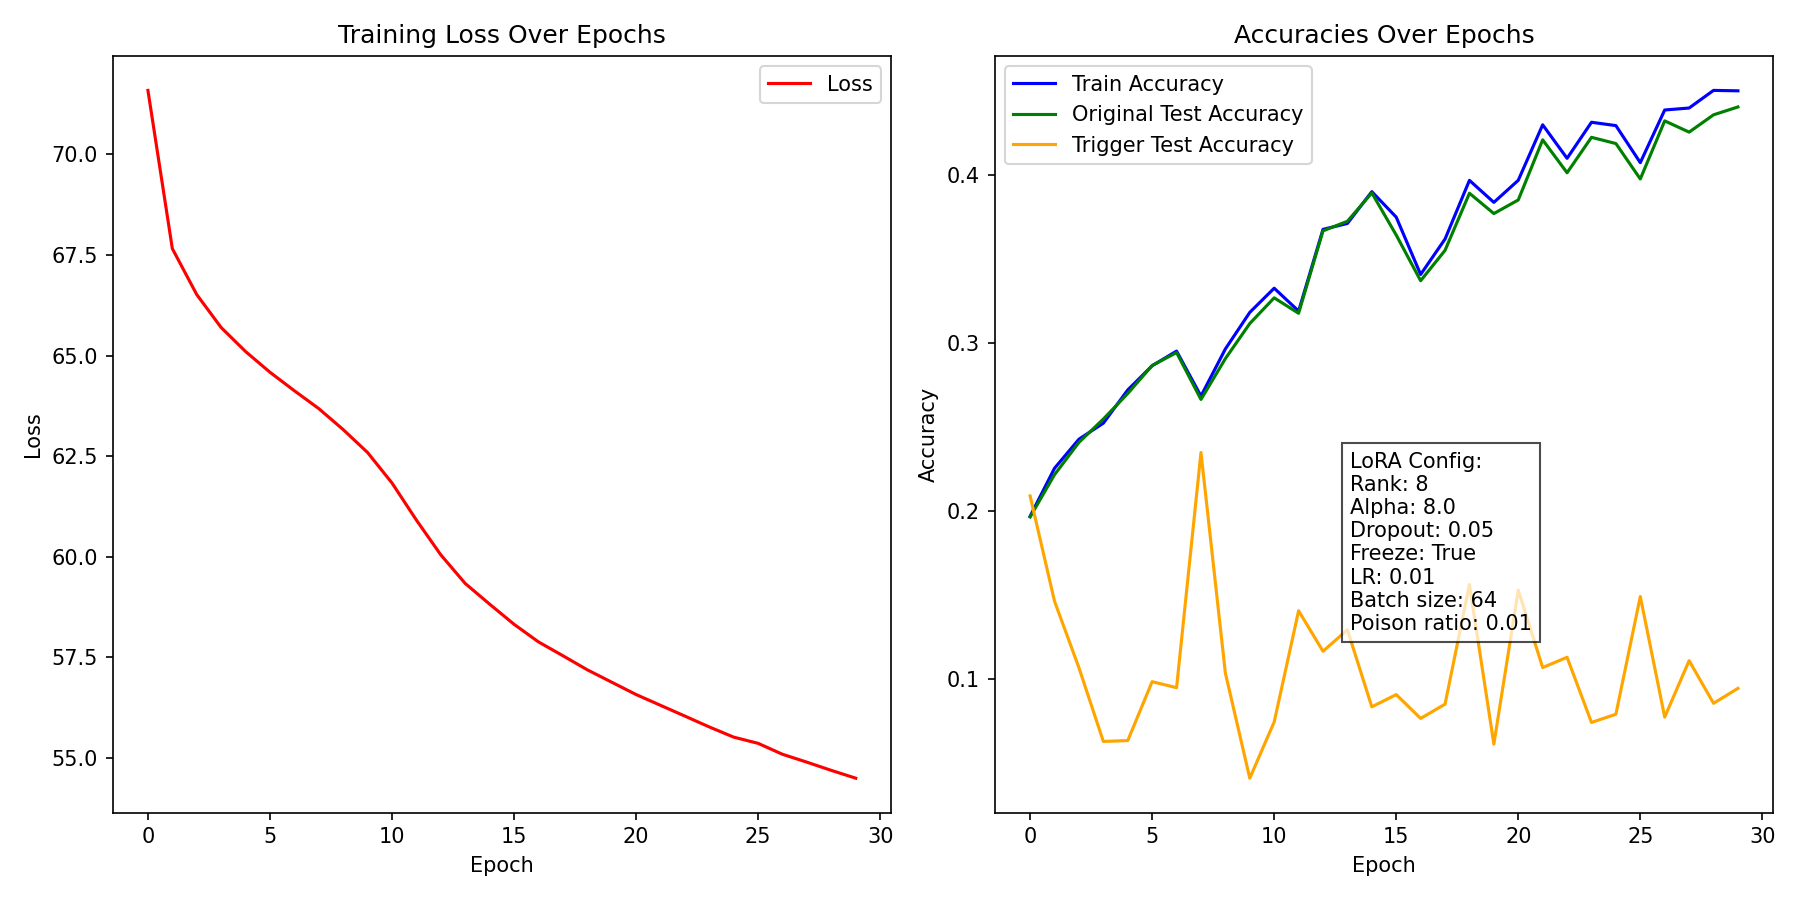 Training Loss Over Epochs
Loss
70.0
67.5
65.0
62.5
60.0
57.5
55.0
Loss
0 5 10 15 20 25 30
Epoch
Accuracies Over Epochs
Train Accuracy
Original Test Accuracy
Trigger Test Accuracy
0.4
0.3
0.2
0.1
Accuracy
LoRA Config:
Rank: 8
Alpha: 8.0
Dropout: 0.05
Freeze: True
LR: 0.01
Batch size: 64
Poison ratio: 0.01
0 5 10 15 20 25 30
Epoch